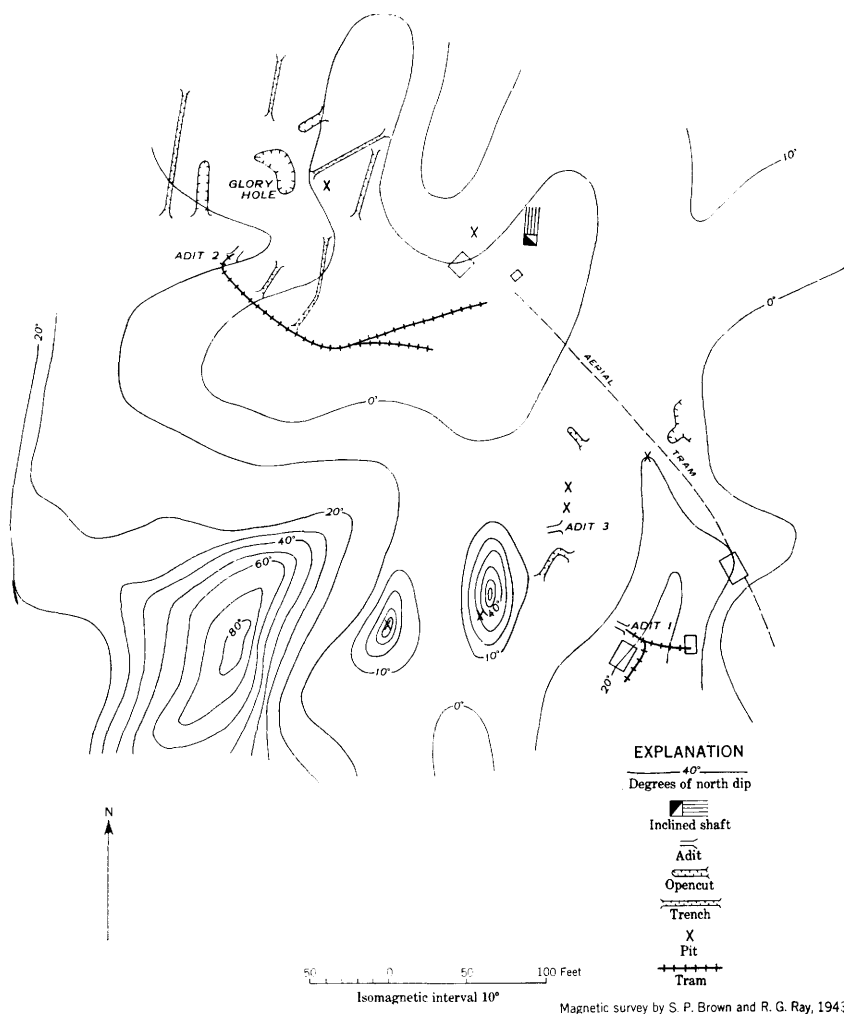 10°
GLORY
HOLE
ADIT 2
0°
20°
AERIAL
0°
TRAM
20°
ADIT 3
40°
60°
40°
80°
ADIT 1
10°
10°
20°
0°
EXPLANATION
40°
Degrees of north dip
Inclined shaft
Adit
Opencut
Trench
X
Pit
Tram
N
50 0 50 100 Feet
Isomagnetic interval 10°
Magnetic survey by S. P. Brown and R. G. Ray, 1943